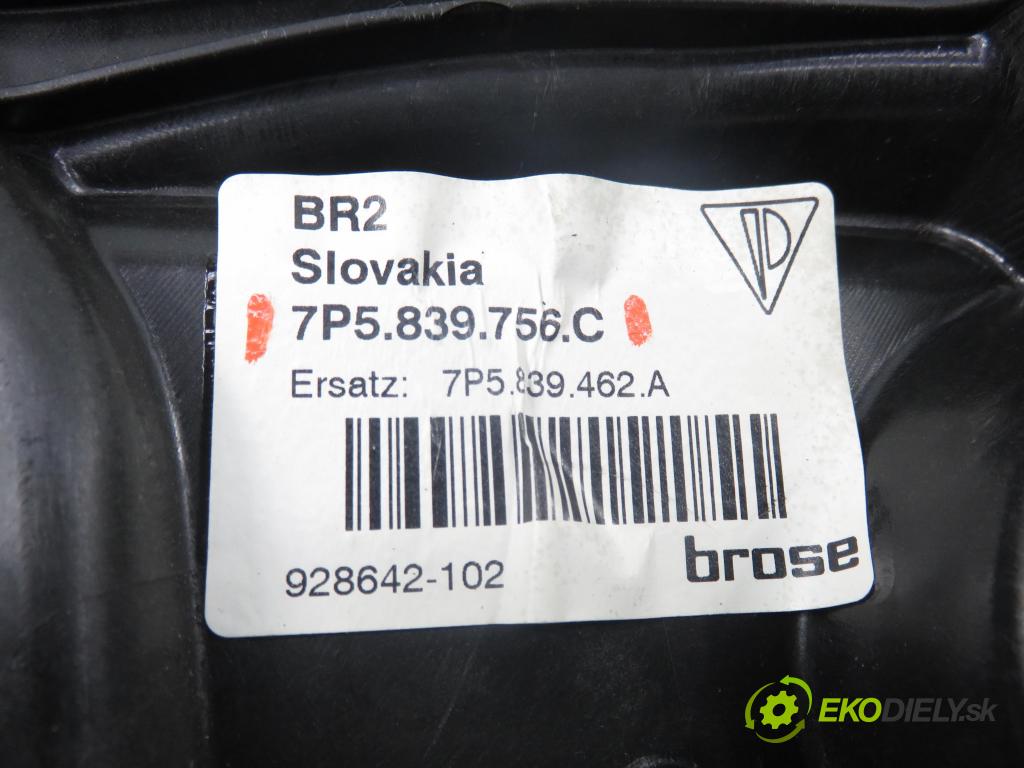 BR2
Slovakia
7P5.839.756.C
Ersatz: 7P5.839.462.A
928642-102
brose
EKODIELY.sk